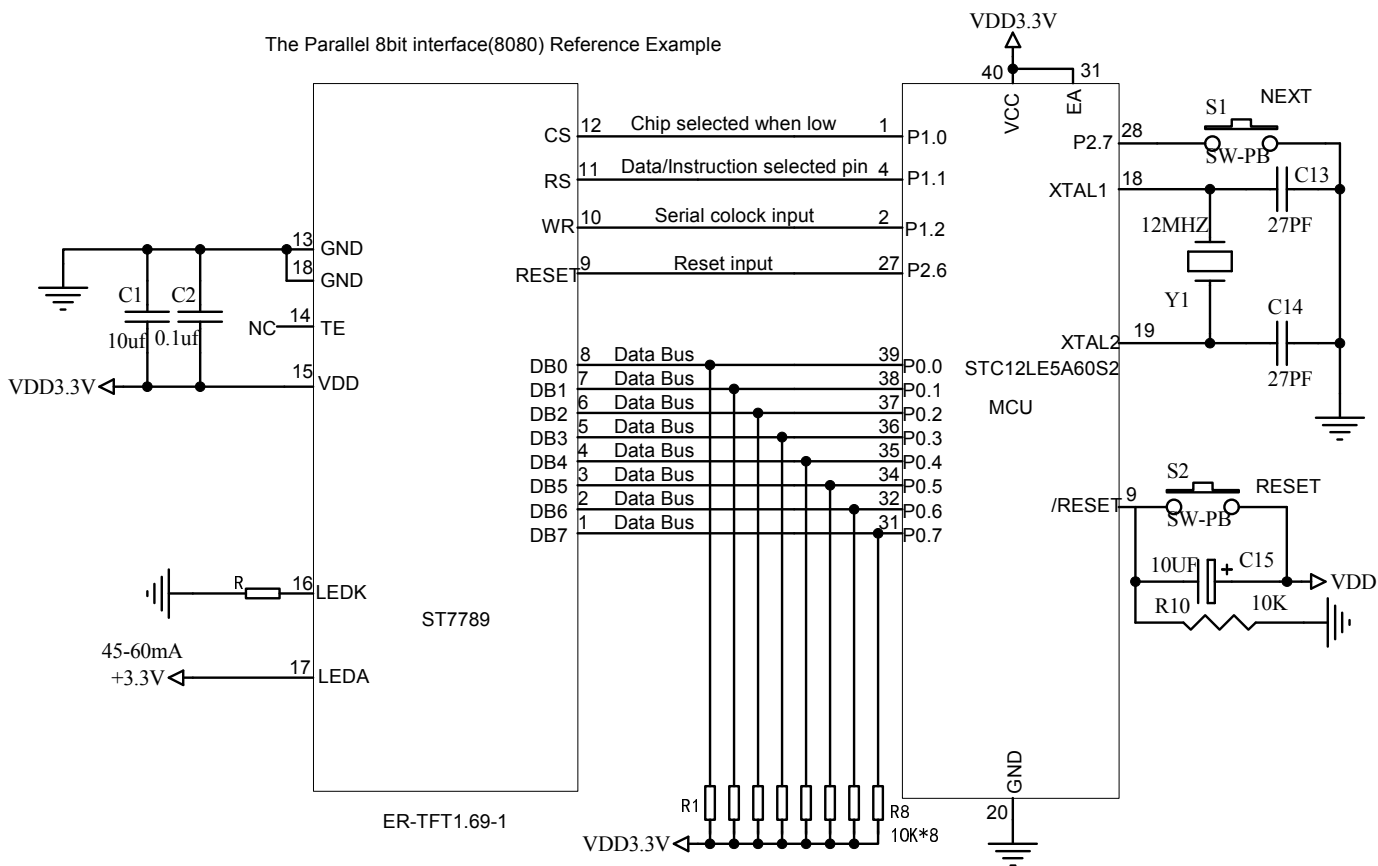 VDD3.3V
The Parallel 8bit interface(8080) Reference Example
40
31
VCC
EA
S1
NEXT
CS
12
Chip selected when low
1
P1.0
P2.7
28
SW-PB
RS
11
Data/Instruction selected pin
4
P1.1
XTAL1
18
C13
WR
10
Serial colock input
2
P1.2
12MHZ
27PF
13
GND
18
GND
RESET
9
Reset input
27
P2.6
C1
C2
10uf
0.1uf
Y1
C14
NC
14
TE
XTAL2
19
DB0
8
Data Bus
39
P0.0
STC12LE5A60S2
27PF
VDD3.3V
15
VDD
DB1
7
Data Bus
38
P0.1
DB2
6
Data Bus
37
P0.2
MCU
DB3
5
Data Bus
36
P0.3
DB4
4
Data Bus
35
P0.4
DB5
3
Data Bus
34
P0.5
S2
RESET
DB6
2
Data Bus
32
P0.6
/RESET
9
SW-PB
DB7
1
Data Bus
31
P0.7
10UF
+
C15
VDD
R
16
LEDK
R10
10K
ST7789
45-60mA
+3.3V
17
LEDA
GND
20
R1
R8
10K*8
ER-TFT1.69-1
VDD3.3V